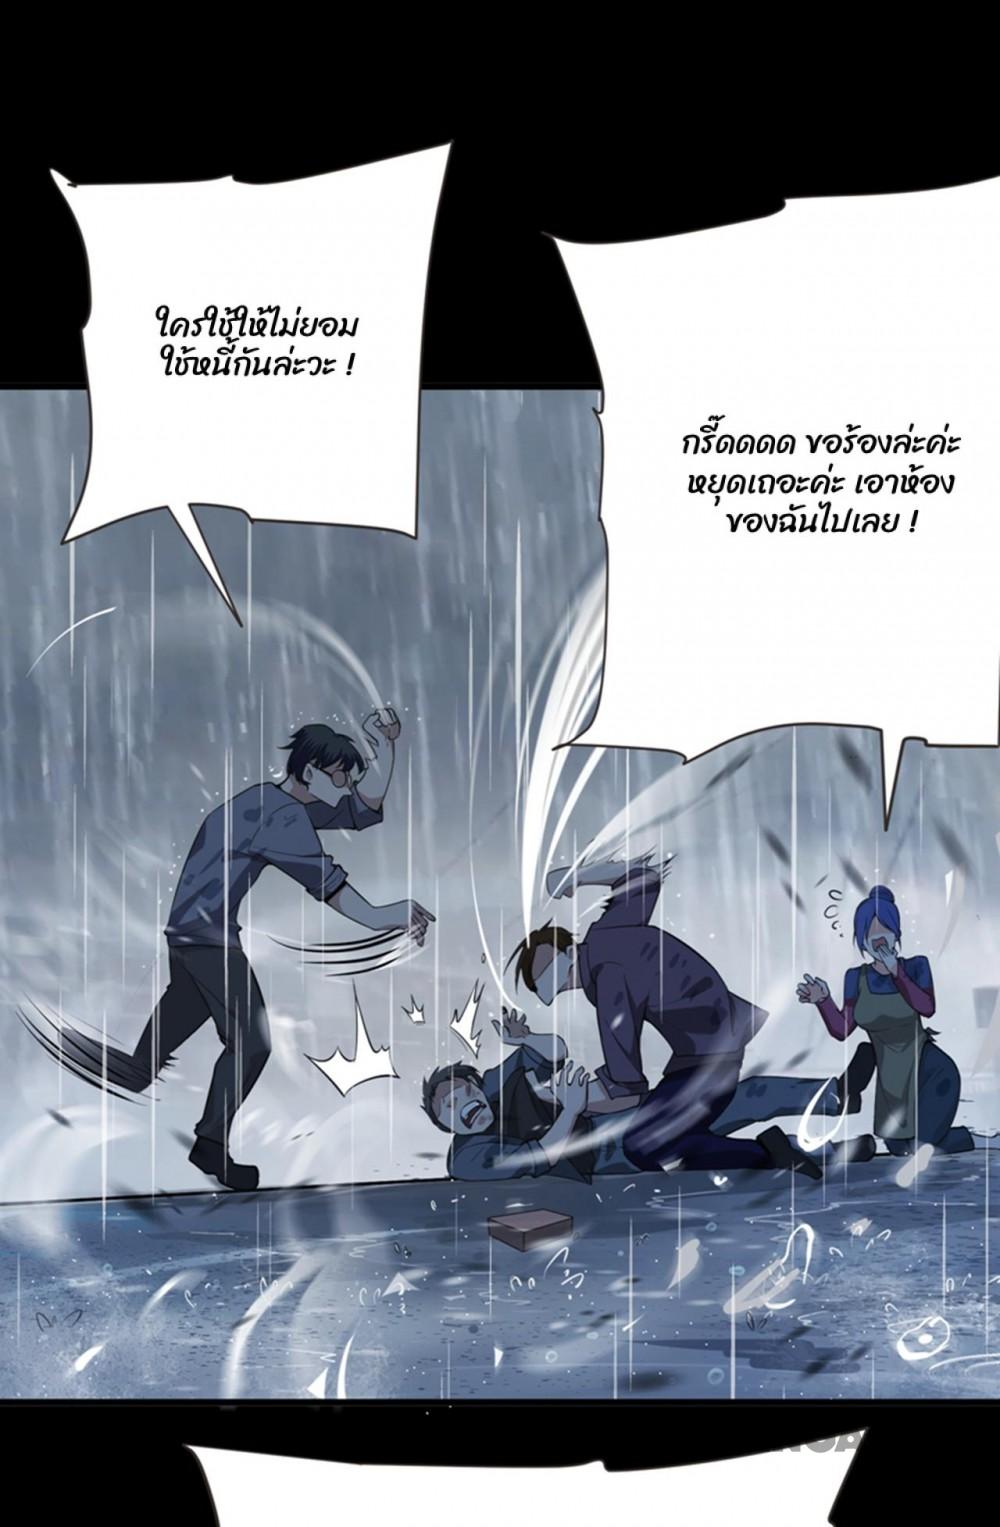 ใครใช้ให้ไม่ยอม
ใช้หนี้กันล่ะวะ !
กรี๊ดดดด ขอร้องล่ะค่ะ
หยุดเถอะค่ะ เอาห้อง
ของฉันไปเลย !